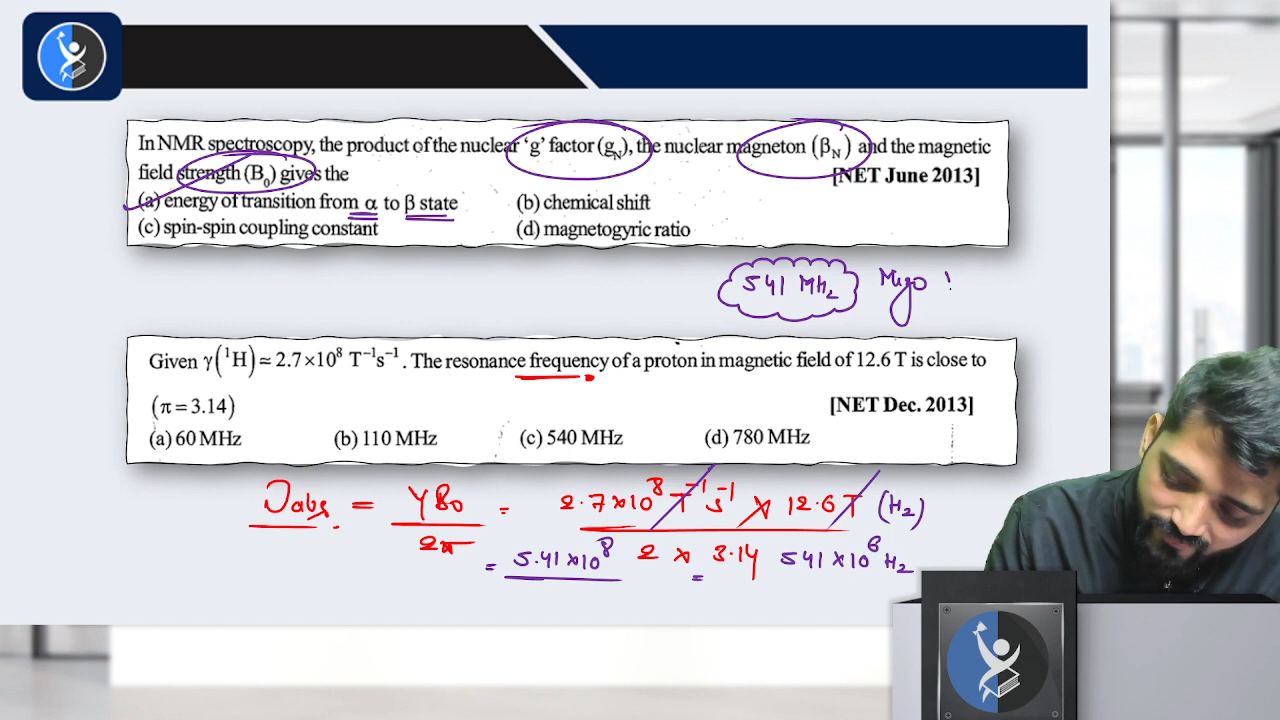 In NMR spectroscopy, the product of the nuclear 'g' factor (gN), the nuclear magneton (βN) and the magnetic
field strength (B0) gives the [NET June 2013]
(a) energy of transition from α to β state (b) chemical shift
(c) spin-spin coupling constant (d) magnetogyric ratio
541 MHz
Given γ(¹H) = 2.7×10⁸ T⁻¹s⁻¹. The resonance frequency of a proton in magnetic field of 12.6 T is close to
(π = 3.14) [NET Dec. 2013]
(a) 60 MHz (b) 110 MHz (c) 540 MHz (d) 780 MHz
νabs = γB0 / 2π = 2.7×10⁸ T⁻¹ s⁻¹ × 12.6 T (Hz)
= 5.41×10⁸ 2 × 3.14 = 541×10⁶ Hz